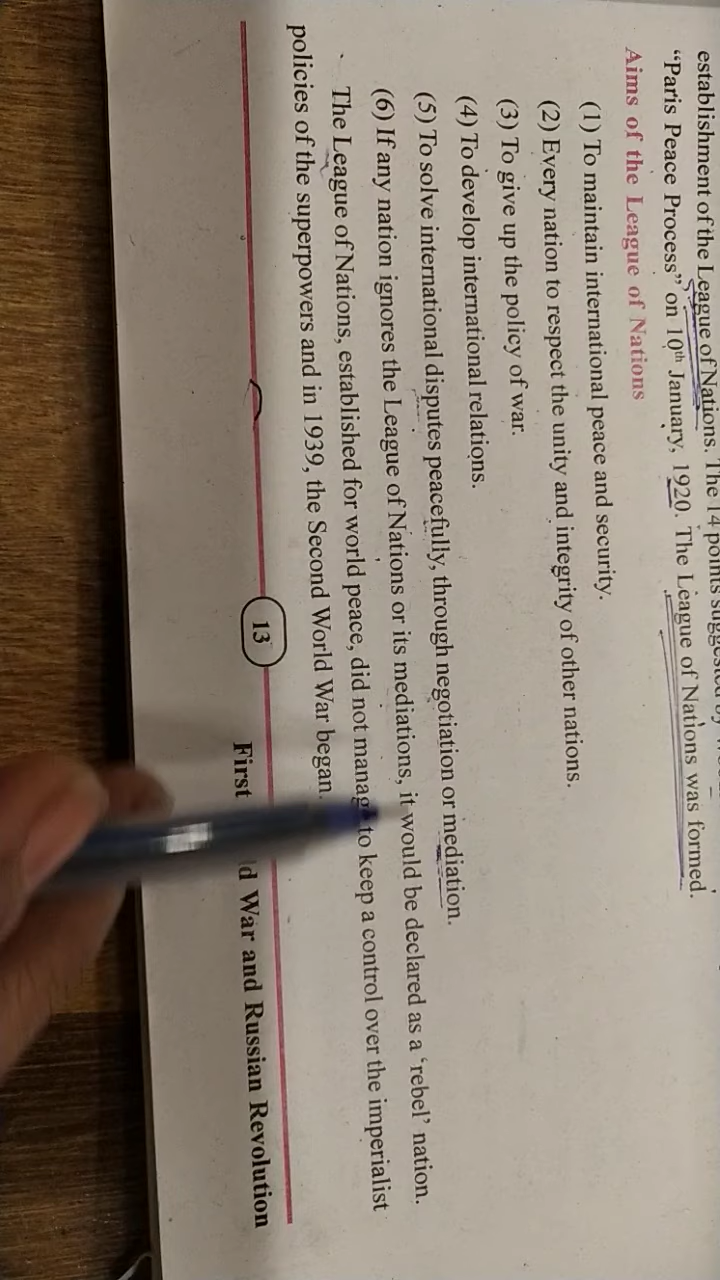 establishment of the League of Nations. The 14 points
“Paris Peace Process” on 10th January, 1920. The League of Nations was formed.
Aims of the League of Nations
(1) To maintain international peace and security.
(2) Every nation to respect the unity and integrity of other nations.
(3) To give up the policy of war.
(4) To develop international relations.
(5) To solve international disputes peacefully, through negotiation or mediation.
(6) If any nation ignores the League of Nations or its mediations, it would be declared as a ‘rebel’ nation.
The League of Nations, established for world peace, did not manage to keep a control over the imperialist
policies of the superpowers and in 1939, the Second World War began.
13
First War and Russian Revolution